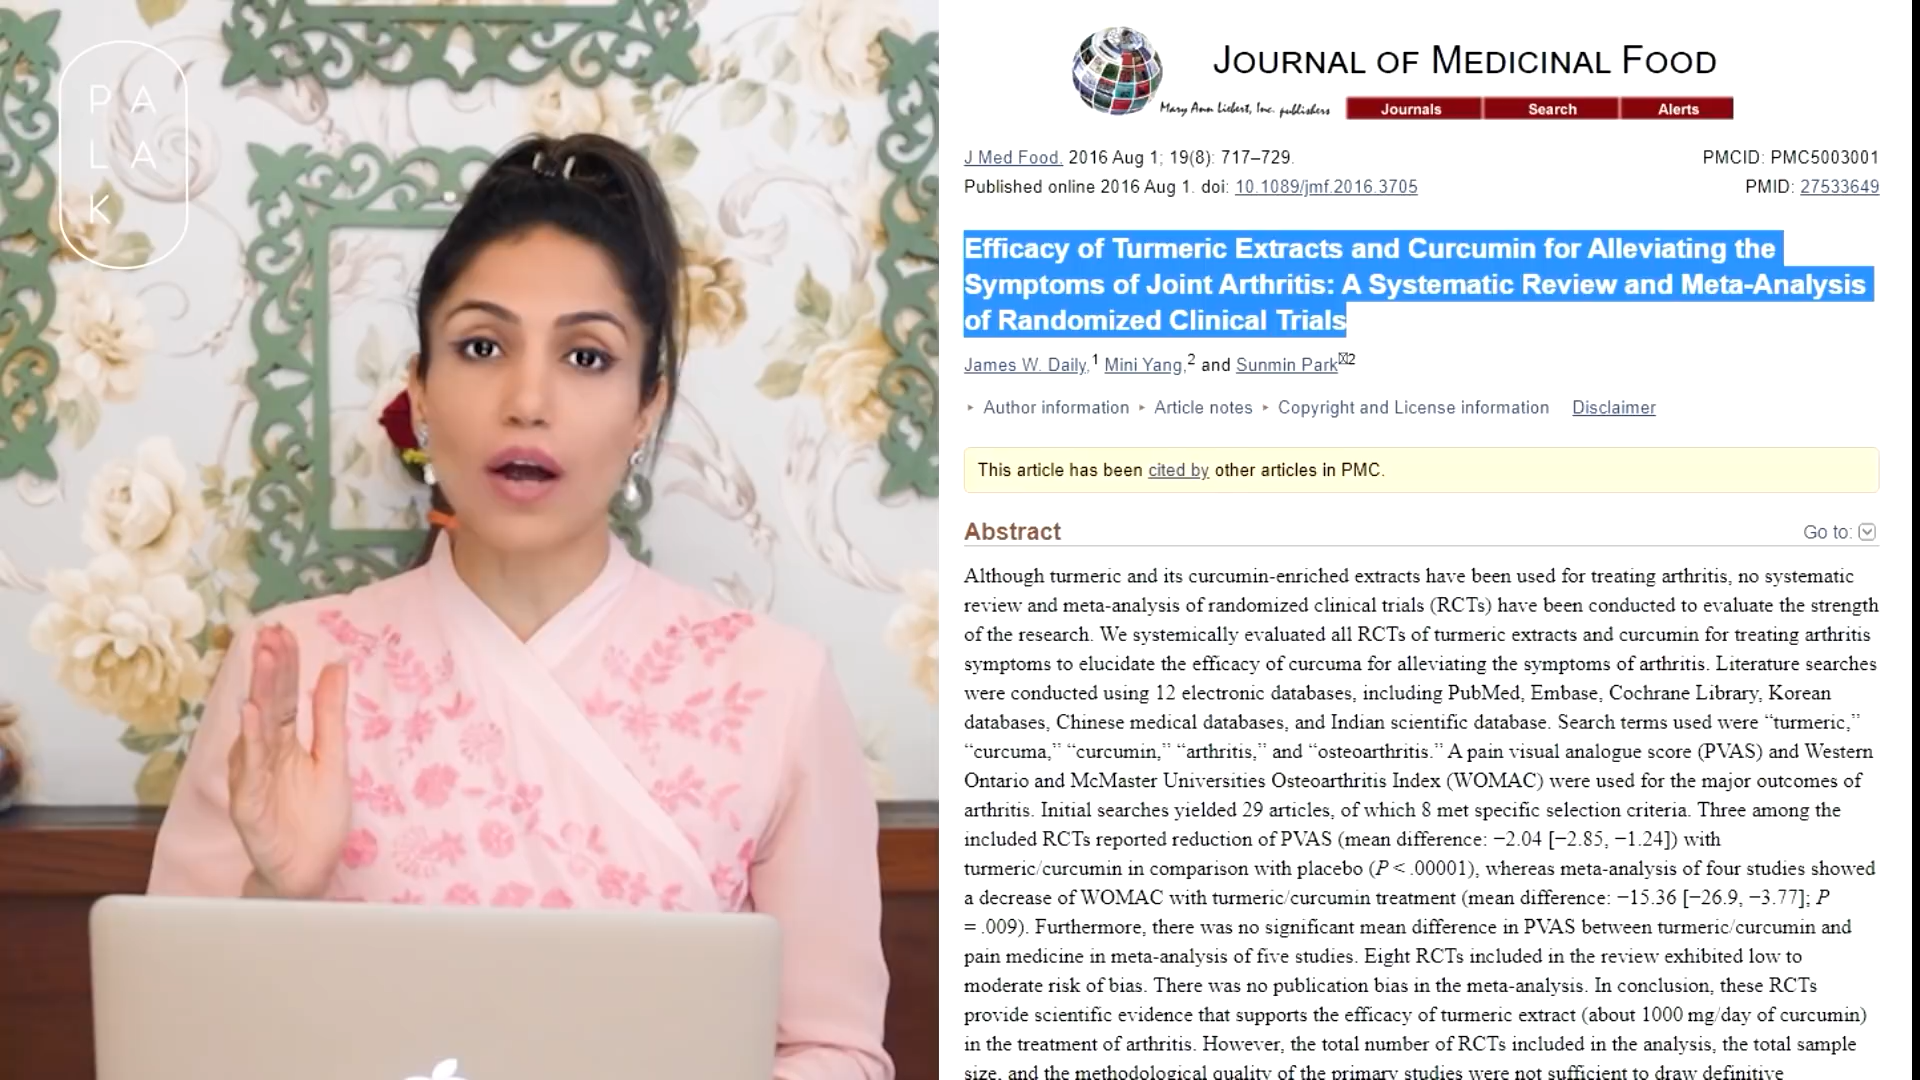 PA
LA
K
JOURNAL OF MEDICINAL FOOD
Mary Ann Liebert, Inc. publishers
Journals Search Alerts
J Med Food. 2016 Aug 1; 19(8): 717–729. PMCID: PMC5003001
Published online 2016 Aug 1. doi: 10.1089/jmf.2016.3705 PMID: 27533649
Efficacy of Turmeric Extracts and Curcumin for Alleviating the
Symptoms of Joint Arthritis: A Systematic Review and Meta-Analysis
of Randomized Clinical Trials
James W. Daily,1 Mini Yang,2 and Sunmin Park2
Author information Article notes Copyright and License information Disclaimer
This article has been cited by other articles in PMC.
Abstract Go to:
Although turmeric and its curcumin-enriched extracts have been used for treating arthritis, no systematic
review and meta-analysis of randomized clinical trials (RCTs) have been conducted to evaluate the strength
of the research. We systemically evaluated all RCTs of turmeric extracts and curcumin for treating arthritis
symptoms to elucidate the efficacy of curcuma for alleviating the symptoms of arthritis. Literature searches
were conducted using 12 electronic databases, including PubMed, Embase, Cochrane Library, Korean
databases, Chinese medical databases, and Indian scientific database. Search terms used were “turmeric,”
“curcuma,” “curcumin,” “arthritis,” and “osteoarthritis.” A pain visual analogue score (PVAS) and Western
Ontario and McMaster Universities Osteoarthritis Index (WOMAC) were used for the major outcomes of
arthritis. Initial searches yielded 29 articles, of which 8 met specific selection criteria. Three among the
included RCTs reported reduction of PVAS (mean difference: −2.04 [−2.85, −1.24]) with
turmeric/curcumin in comparison with placebo (P < .00001), whereas meta-analysis of four studies showed
a decrease of WOMAC with turmeric/curcumin treatment (mean difference: −15.36 [−26.9, −3.77]; P
= .009). Furthermore, there was no significant mean difference in PVAS between turmeric/curcumin and
pain medicine in meta-analysis of five studies. Eight RCTs included in the review exhibited low to
moderate risk of bias. There was no publication bias in the meta-analysis. In conclusion, these RCTs
provide scientific evidence that supports the efficacy of turmeric extract (about 1000 mg/day of curcumin)
in the treatment of arthritis. However, the total number of RCTs included in the analysis, the total sample
size, and the methodological quality of the primary studies were not sufficient to draw definitive